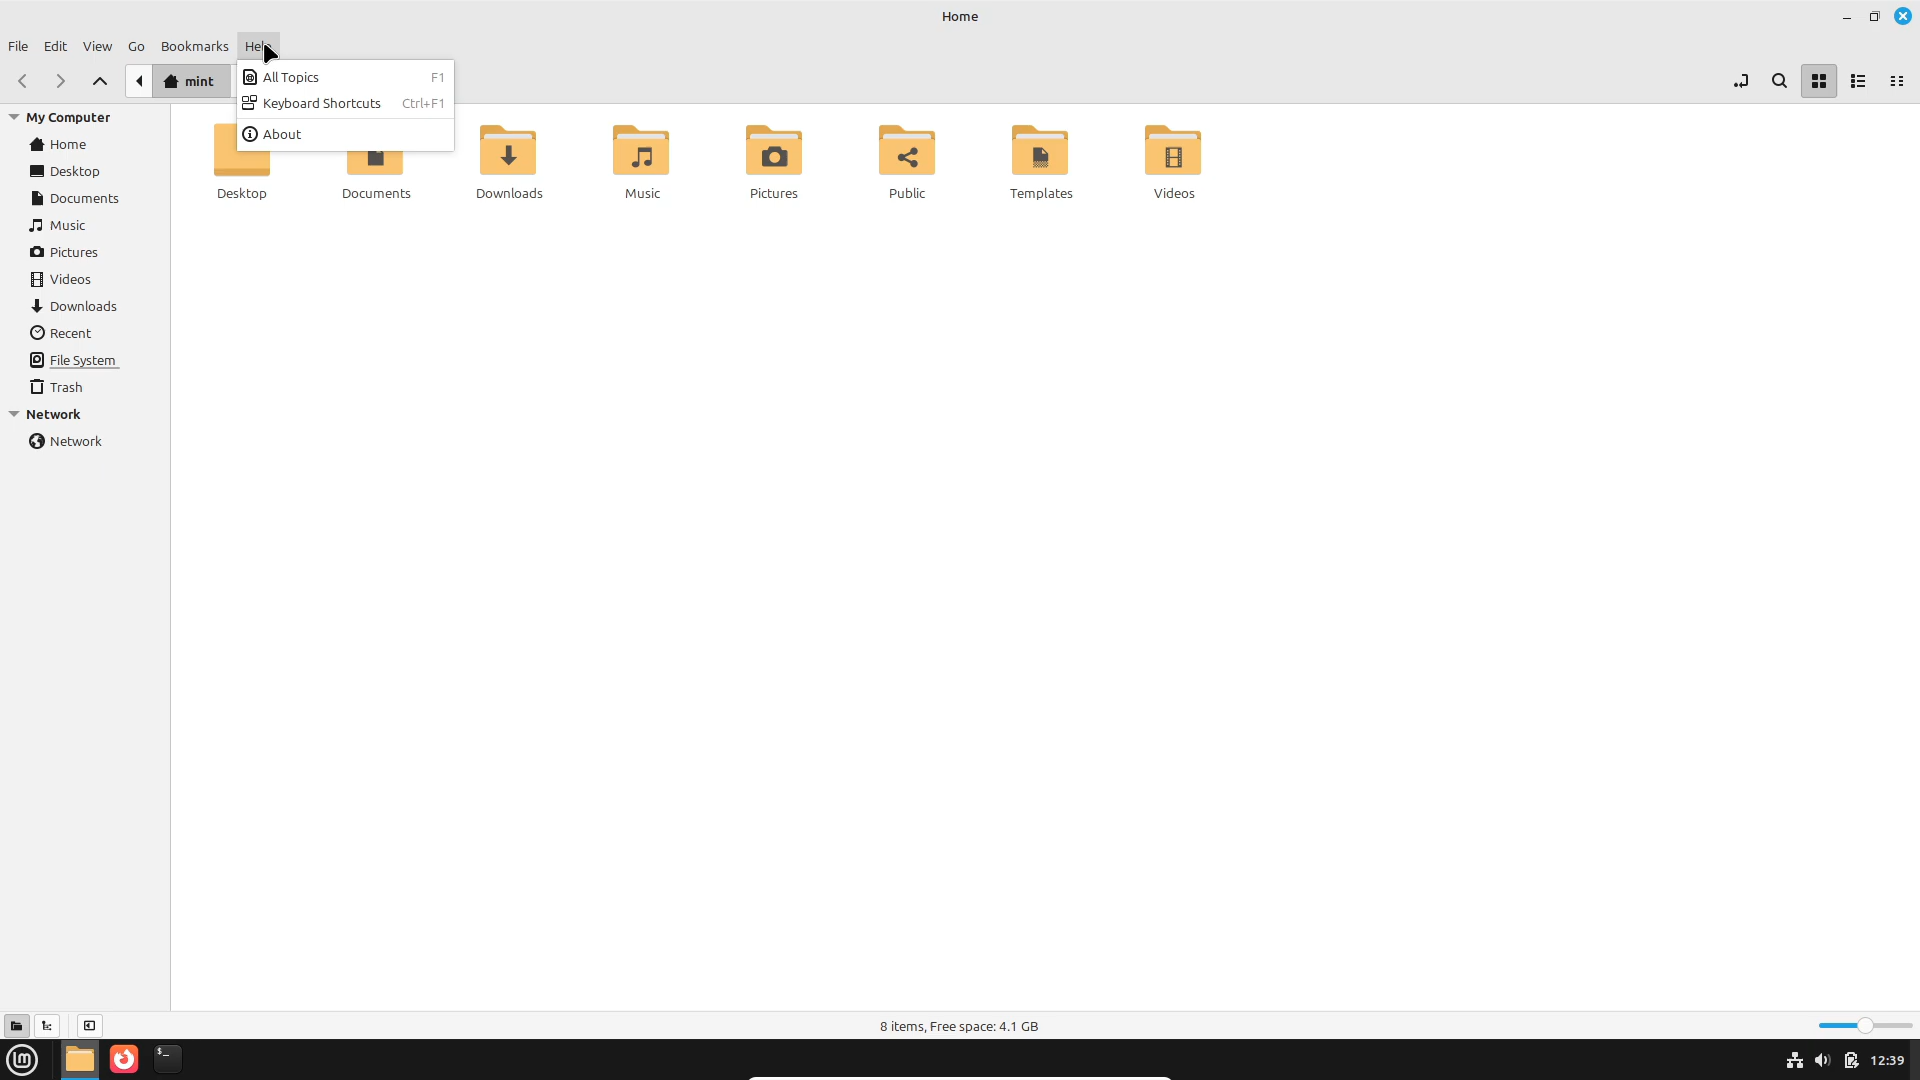 Home
File Edit View Go Bookmarks Help
mint
All Topics F1
Keyboard Shortcuts Ctrl+F1
About
My Computer
Home
Desktop
Documents
Music
Pictures
Videos
Downloads
Recent
File System
Trash
Network
Network
Desktop Documents Downloads Music Pictures Public Templates Videos
8 items, Free space: 4.1 GB
lm
$_
12:39